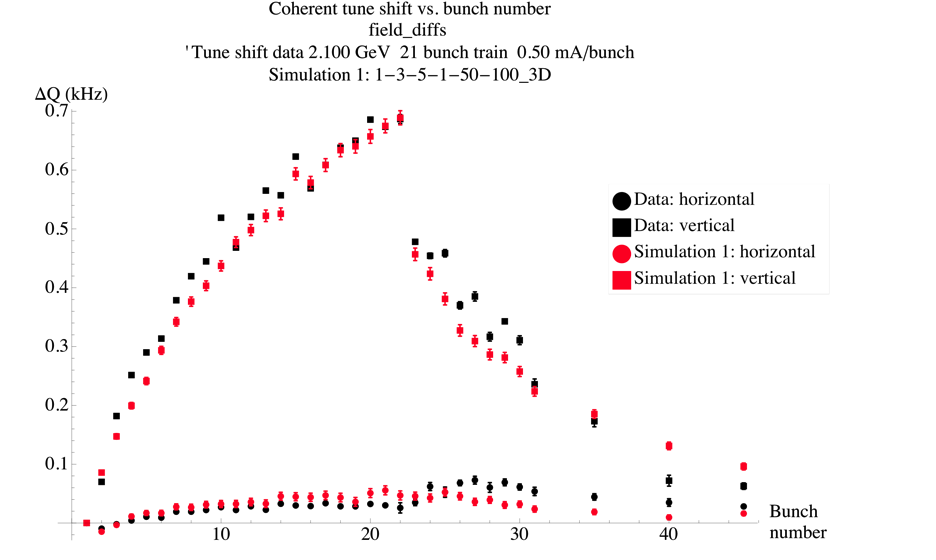 Coherent tune shift vs. bunch number
field_diffs
'Tune shift data 2.100 GeV 21 bunch train 0.50 mA/bunch
Simulation 1: 1−3−5−1−50−100_3D
ΔQ (kHz)
0.7
0.6
0.5
0.4
0.3
0.2
0.1
Data: horizontal
Data: vertical
Simulation 1: horizontal
Simulation 1: vertical
10
20
30
40
Bunch
number